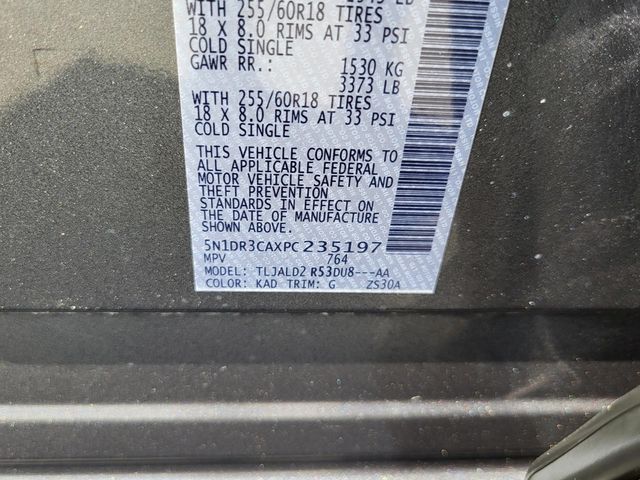 WITH 255/60R18 TIRES
18 X 8.0 RIMS AT 33 PSI
COLD SINGLE
GAWR RR.: 1530 KG
3373 LB
WITH 255/60R18 TIRES
18 X 8.0 RIMS AT 33 PSI
COLD SINGLE
THIS VEHICLE CONFORMS TO
ALL APPLICABLE FEDERAL
MOTOR VEHICLE SAFETY AND
THEFT PREVENTION
STANDARDS IN EFFECT ON
THE DATE OF MANUFACTURE
SHOWN ABOVE.
5N1DR3CAXPC235197
MPV 764
MODEL: TLJALD2 R53DU8---AA
COLOR: KAD TRIM: G ZS30A